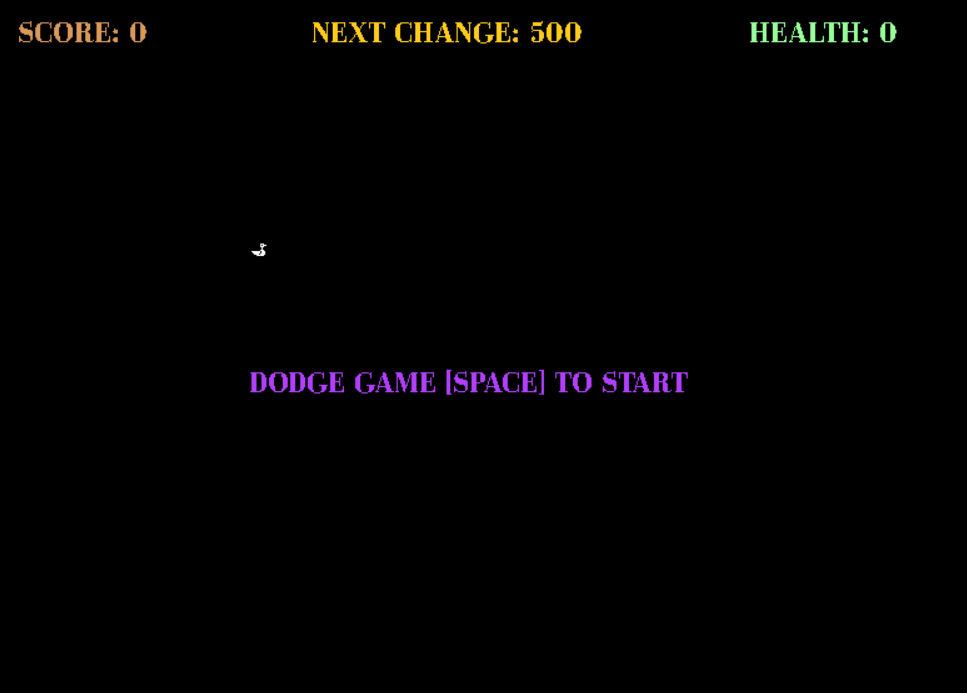 SCORE: 0 NEXT CHANGE: 500 HEALTH: 0
DODGE GAME [SPACE] TO START